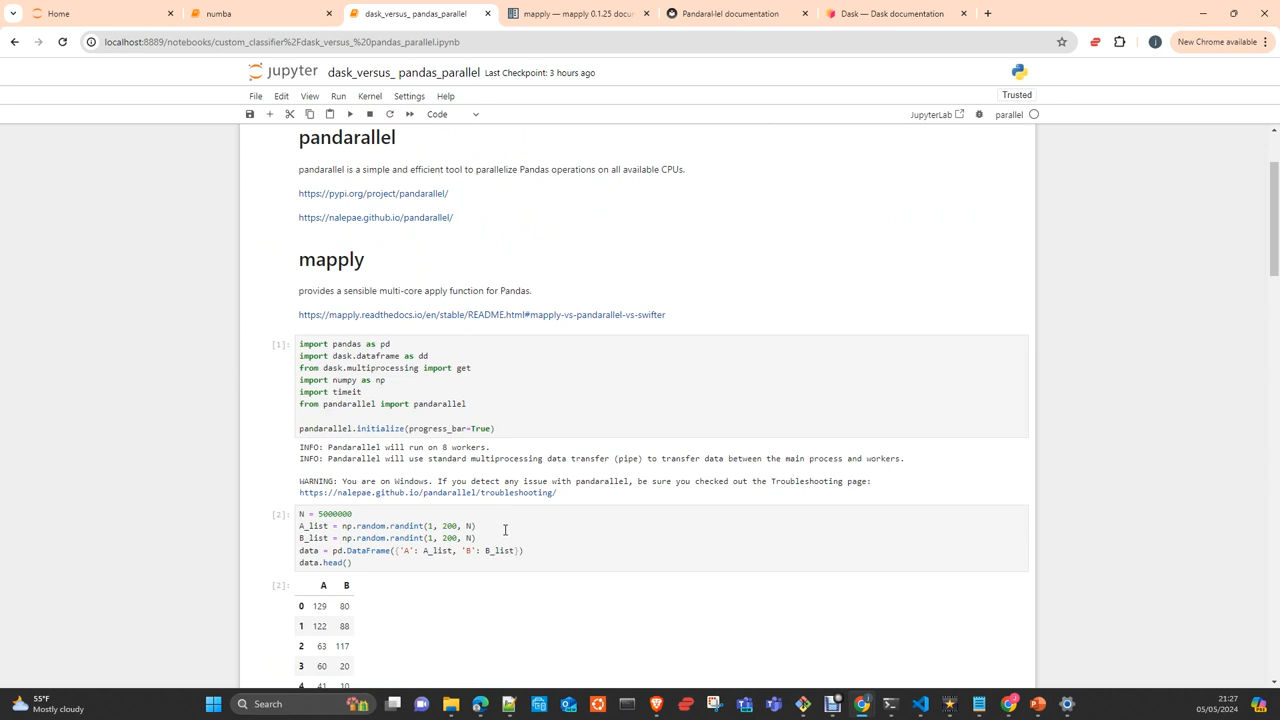 Home
numba
dask_versus_ pandas_parallel
mapply — mapply 0.1.25 docu
Pandaral·lel documentation
Dask — Dask documentation
localhost:8889/notebooks/custom_classifier%2Fdask_versus_%20pandas_parallel.ipynb
New Chrome available
jupyter dask_versus_ pandas_parallel Last Checkpoint: 3 hours ago
File Edit View Run Kernel Settings Help
Trusted
Code
JupyterLab
parallel
pandarallel
pandarallel is a simple and efficient tool to parallelize Pandas operations on all available CPUs.
https://pypi.org/project/pandarallel/
https://nalepae.github.io/pandarallel/
mapply
provides a sensible multi-core apply function for Pandas.
https://mapply.readthedocs.io/en/stable/README.html#mapply-vs-pandarallel-vs-swifter
[1]: import pandas as pd
import dask.dataframe as dd
from dask.multiprocessing import get
import numpy as np
import timeit
from pandarallel import pandarallel
pandarallel.initialize(progress_bar=True)
INFO: Pandarallel will run on 8 workers.
INFO: Pandarallel will use standard multiprocessing data transfer (pipe) to transfer data between the main process and workers.
WARNING: You are on Windows. If you detect any issue with pandarallel, be sure you checked out the Troubleshooting page:
https://nalepae.github.io/pandarallel/troubleshooting/
[2]: N = 5000000
A_list = np.random.randint(1, 200, N)
B_list = np.random.randint(1, 200, N)
data = pd.DataFrame({'A': A_list, 'B': B_list})
data.head()
[2]: A B
0 129 80
1 122 88
2 63 117
3 60 20
4 41 10
55°F
Mostly cloudy
Search
21:27
05/05/2024